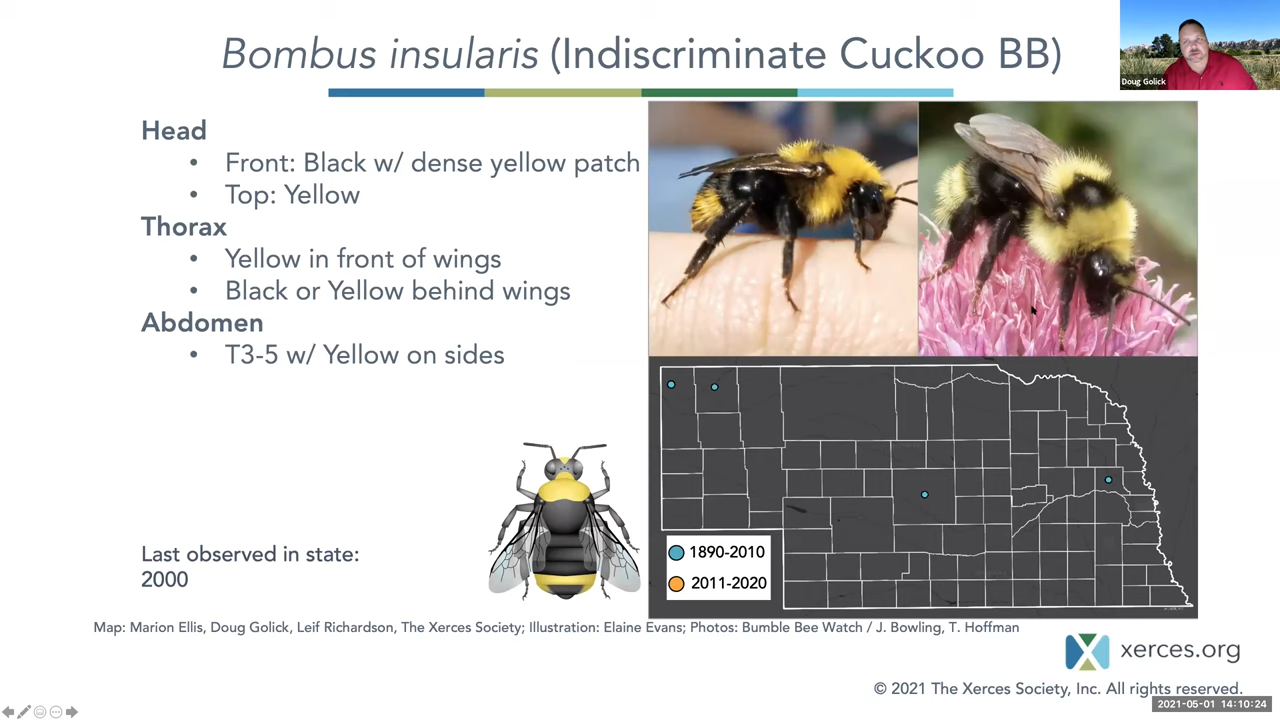 Bombus insularis (Indiscriminate Cuckoo BB)
Doug Golick
Head
• Front: Black w/ dense yellow patch
• Top: Yellow
Thorax
• Yellow in front of wings
• Black or Yellow behind wings
Abdomen
• T3-5 w/ Yellow on sides
Last observed in state:
2000
1890-2010
2011-2020
Map: Marion Ellis, Doug Golick, Leif Richardson, The Xerces Society; Illustration: Elaine Evans; Photos: Bumble Bee Watch / J. Bowling, T. Hoffman
xerces.org
© 2021 The Xerces Society, Inc. All rights reserved.
2021-05-01 14:10:24